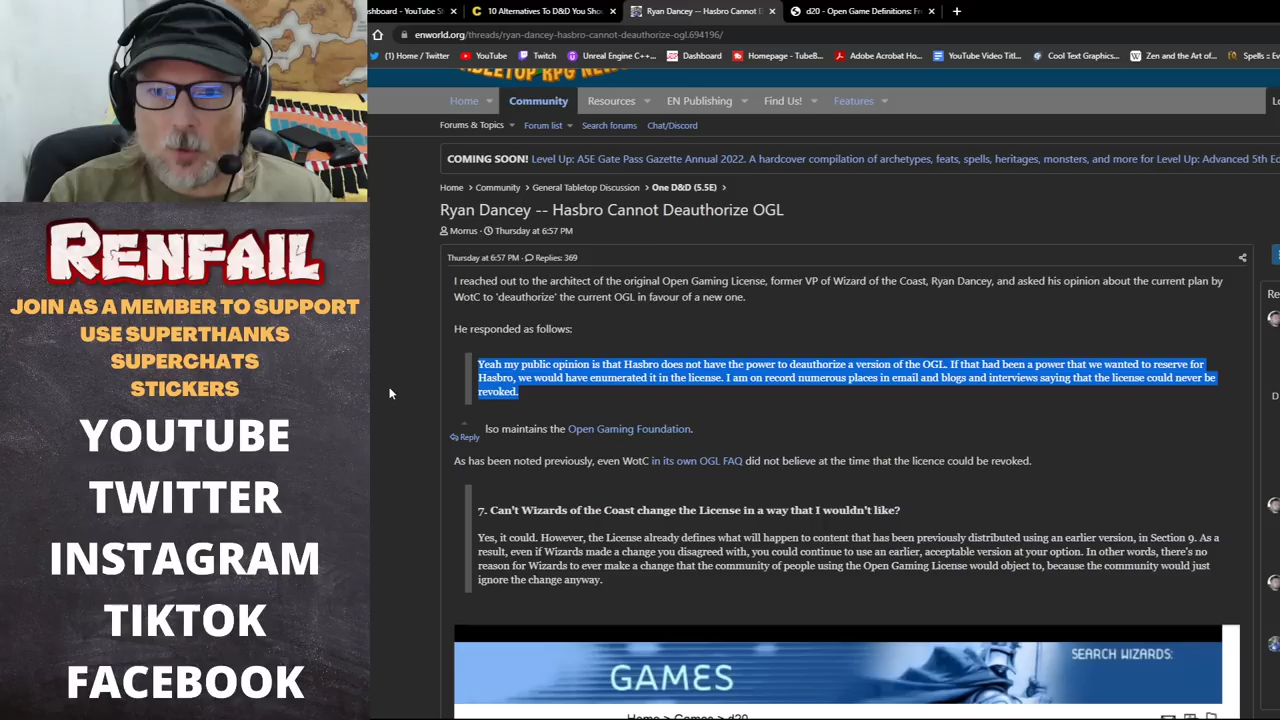 ashboard - YouTube S
10 Alternatives To D&D You Shou
Ryan Dancey -- Hasbro Cannot D
d20 - Open Game Definitions: Fr
enworld.org/threads/ryan-dancey-hasbro-cannot-deauthorize-ogl.694196/
(1) Home / Twitter
YouTube
Twitch
Unreal Engine C++...
Dashboard
Homepage - TubeB...
Adobe Acrobat Ho...
YouTube Video Titl...
Cool Text Graphics...
Zen and the Art of...
Spells :: E
TABLETOP RPG NEW
Home
Community
Resources
EN Publishing
Find Us!
Features
Lo
Forums & Topics
Forum list
Search forums
Chat/Discord
COMING SOON! Level Up: A5E Gate Pass Gazette Annual 2022. A hardcover compilation of archetypes, feats, spells, heritages, monsters, and more for Level Up: Advanced 5th E
Home > Community > General Tabletop Discussion > One D&D (5.5E) >
Ryan Dancey -- Hasbro Cannot Deauthorize OGL
Morrus · Thursday at 6:57 PM
Thursday at 6:57 PM · Replies: 369
I reached out to the architect of the original Open Gaming License, former VP of Wizard of the Coast, Ryan Dancey, and asked his opinion about the current plan by
WotC to 'deauthorize' the current OGL in favour of a new one.
He responded as follows:
Yeah my public opinion is that Hasbro does not have the power to deauthorize a version of the OGL. If that had been a power that we wanted to reserve for
Hasbro, we would have enumerated it in the license. I am on record numerous places in email and blogs and interviews saying that the license could never be
revoked.
lso maintains the Open Gaming Foundation.
Reply
As has been noted previously, even WotC in its own OGL FAQ did not believe at the time that the licence could be revoked.
7. Can't Wizards of the Coast change the License in a way that I wouldn't like?
Yes, it could. However, the License already defines what will happen to content that has been previously distributed using an earlier version, in Section 9. As a
result, even if Wizards made a change you disagreed with, you could continue to use an earlier, acceptable version at your option. In other words, there's no
reason for Wizards to ever make a change that the community of people using the Open Gaming License would object to, because the community would just
ignore the change anyway.
GAMES
SEARCH WIZARDS:
Home > Games > d20
Re
D
RENFAIL
JOIN AS A MEMBER TO SUPPORT
USE SUPERTHANKS
SUPERCHATS
STICKERS
YOUTUBE
TWITTER
INSTAGRAM
TIKTOK
FACEBOOK